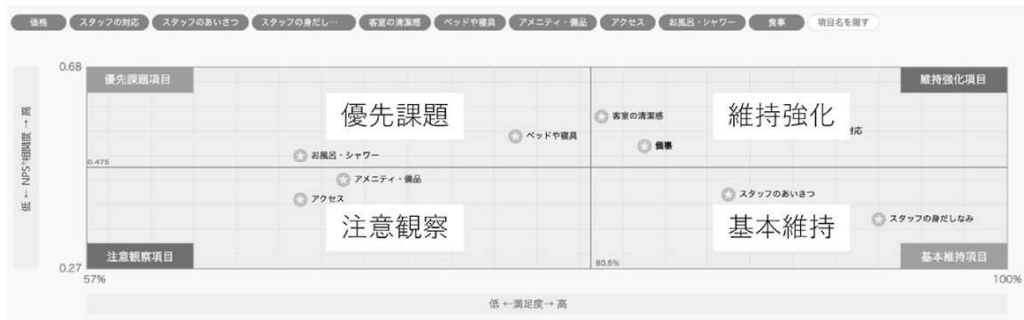 価格 スタッフの対応 スタッフのあいさつ スタッフの身だし… 客室の清潔感 ベッドや寝具 アメニティ・備品 アクセス お風呂・シャワー 食事 項目名を隠す
0.68
優先課題項目
維持強化項目
優先課題
維持強化
客室の清潔感
対応
ベッドや寝具
お風呂・シャワー
0.475
アメニティ・備品
アクセス
スタッフのあいさつ
スタッフの身だしなみ
注意観察
基本維持
注意観察項目
基本維持項目
80.5%
0.27
57%
100%
低 ← NPS®相関度 → 高
低 ←満足度→ 高